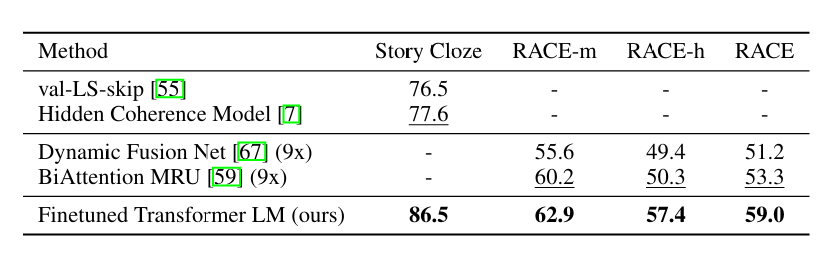 Method Story Cloze RACE-m RACE-h RACE
val-LS-skip [55] 76.5 - - -
Hidden Coherence Model [7] 77.6 - - -
Dynamic Fusion Net [67] (9x) - 55.6 49.4 51.2
BiAttention MRU [59] (9x) - 60.2 50.3 53.3
Finetuned Transformer LM (ours) 86.5 62.9 57.4 59.0